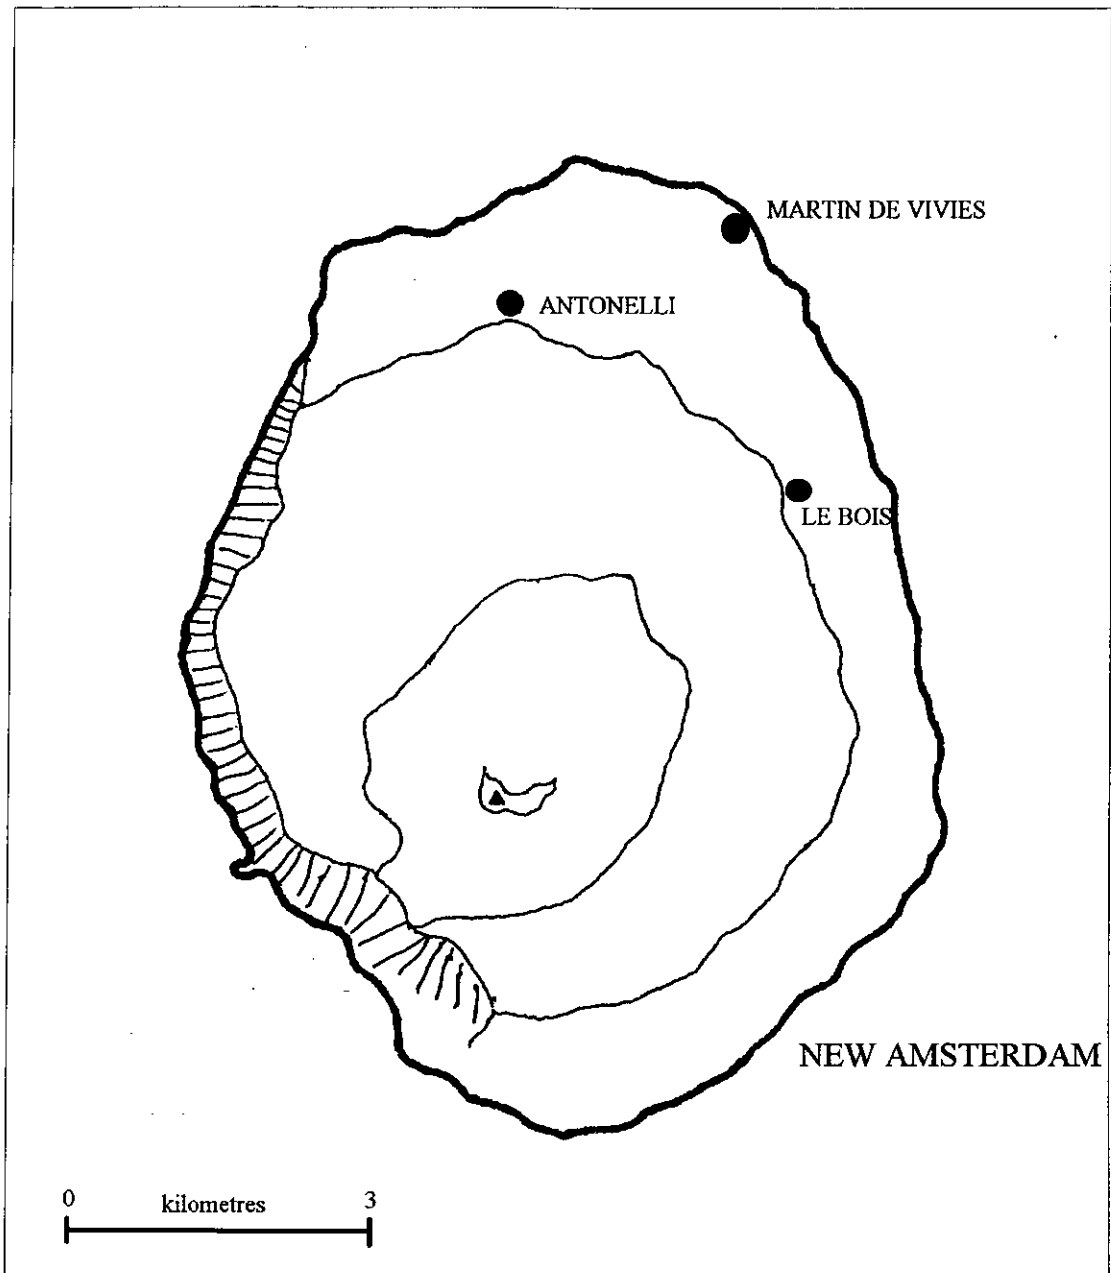 MARTIN DE VIVIES
ANTONELLI
LE BOIS
NEW AMSTERDAM
0 kilometres 3